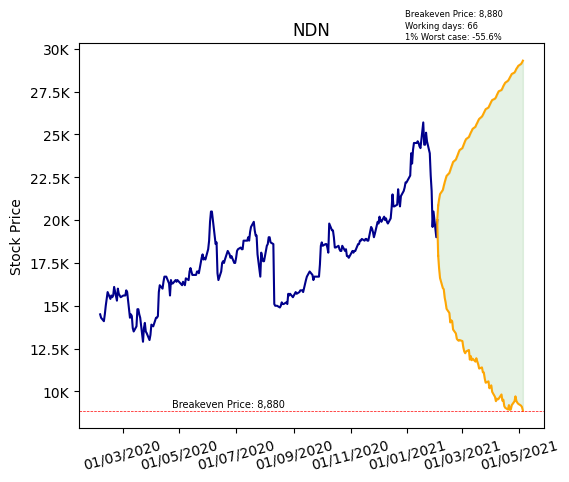 Breakeven Price: 8,880
Working days: 66
1% Worst case: -55.6%
NDN
Stock Price
30K
27.5K
25K
22.5K
20K
17.5K
15K
12.5K
10K
Breakeven Price: 8,880
01/03/2020
01/05/2020
01/07/2020
01/09/2020
01/11/2020
01/01/2021
01/03/2021
01/05/2021